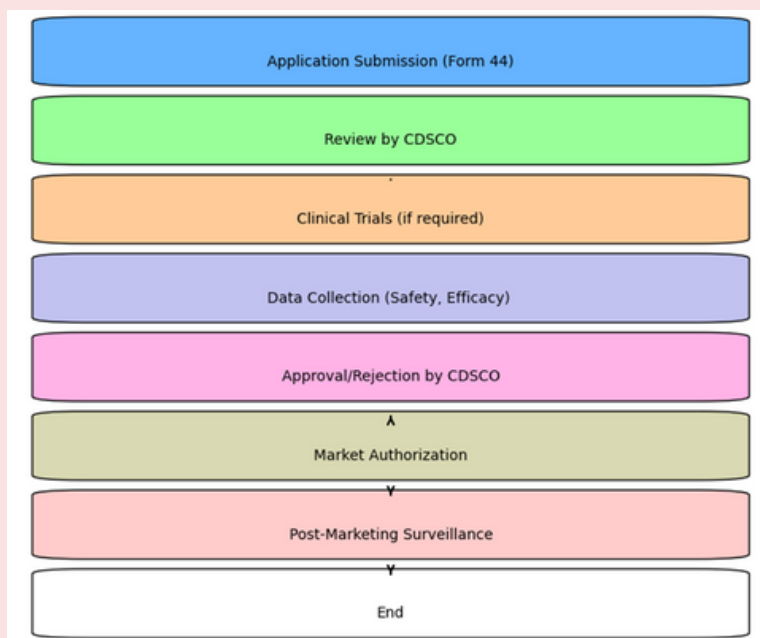 Application Submission (Form 44)
Review by CDSCO
Clinical Trials (if required)
Data Collection (Safety, Efficacy)
Approval/Rejection by CDSCO
Market Authorization
Post-Marketing Surveillance
End